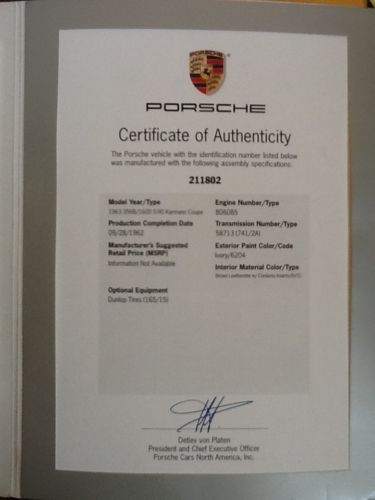 PORSCHE
Certificate of Authenticity
The Porsche vehicle with the identification number listed below
was manufactured with the following assembly specifications:
211802
Model Year/Type
1963 356B/1600 S-90 Karmann Coupe
Production Completion Date
09/28/1962
Manufacturer's Suggested
Retail Price (MSRP)
Information Not Available
Optional Equipment
Dunlop Tires (165/15)
Engine Number/Type
806085
Transmission Number/Type
58713 (741/2A)
Exterior Paint Color/Code
Ivory/6204
Interior Material Color/Type
Brown Leatherette w/ Corduroy
Detlev von Platen
President and Chief Executive Officer
Porsche Cars North America, Inc.